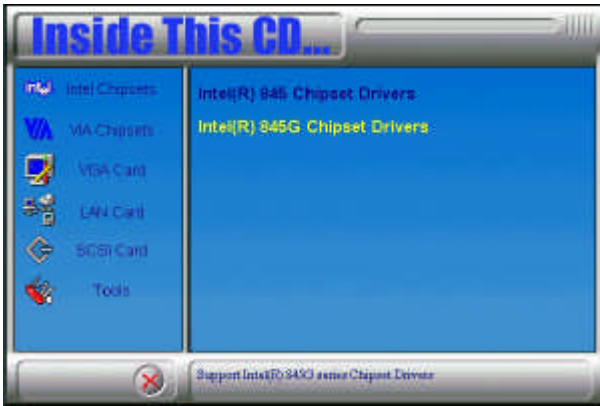 Inside This CD...
intel
Intel Chipsets
VIA
VIA Chipsets
VGA Card
LAN Card
SCSI Card
Tools
Intel(R) 845 Chipset Drivers
Intel(R) 845G Chipset Drivers
Support Intel(R) 845G series Chipset Drivers